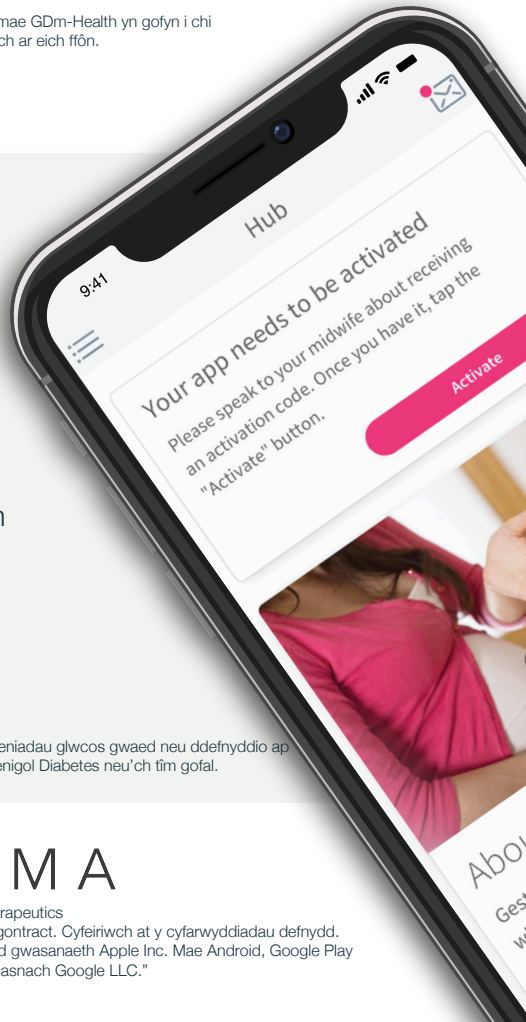 mae GDm-Health yn gofyn i chi
ch ar eich ffôn.
9:41
Hub
Your app needs to be activated
Please speak to your midwife about receiving
an activation code. Once you have it, tap the
"Activate" button.
Activate
n
eniadau glwcos gwaed neu ddefnyddio ap
enigol Diabetes neu’ch tîm gofal.
Abou
Gest
wi
M A
rapeutics
gontract. Cyfeiriwch at y cyfarwyddiadau defnydd.
d gwasanaeth Apple Inc. Mae Android, Google Play
asnach Google LLC.”